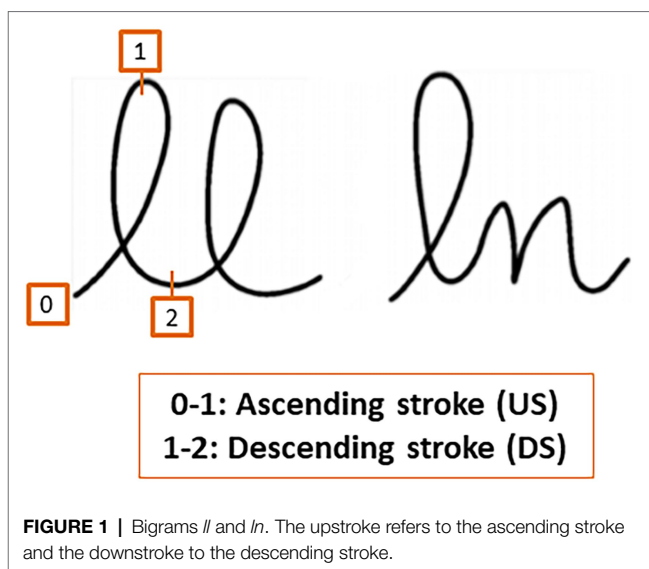 1
ll ln
0
2
0-1: Ascending stroke (US)
1-2: Descending stroke (DS)
FIGURE 1 | Bigrams ll and ln. The upstroke refers to the ascending stroke
and the downstroke to the descending stroke.